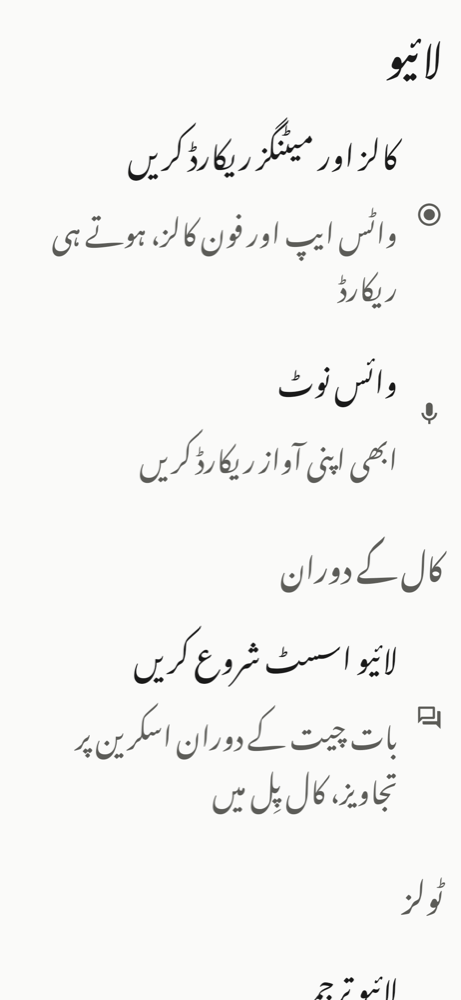 لائیو
کالز اور میٹنگز ریکارڈ کریں
واٹس ایپ اور فون کالز، ہوتے ہی
ریکارڈ
وائس نوٹ
ابھی اپنی آواز ریکارڈ کریں
کال کے دوران
لائیو اسسٹ شروع کریں
بات چیت کے دوران اسکرین پر
تجاویز، کال پِل میں
ٹولز
لائیو ترجمہ